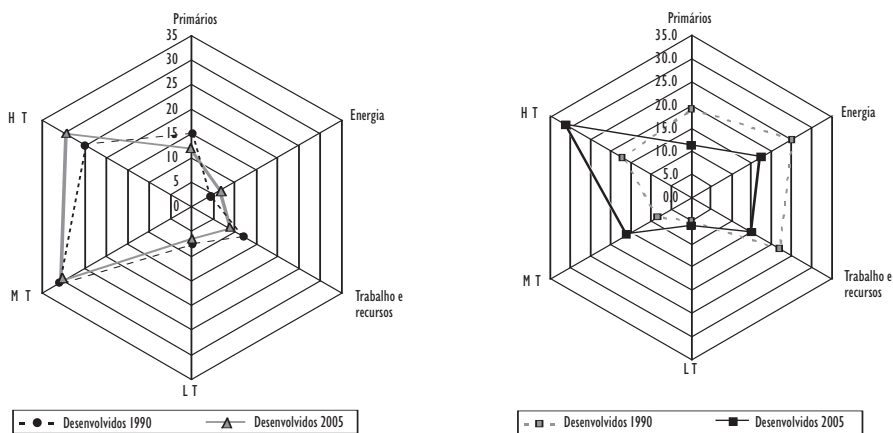 Primários
35
30
25
20
15
10
5
0
H T
Energia
M T
Trabalho e
recursos
L T
Desenvolvidos 1990
Desenvolvidos 2005
Primários
35.0
30.0
25.0
20.0
15.0
10.0
5.0
0.0
H T
Energia
M T
Trabalho e
recursos
L T
Desenvolvidos 1990
Desenvolvidos 2005